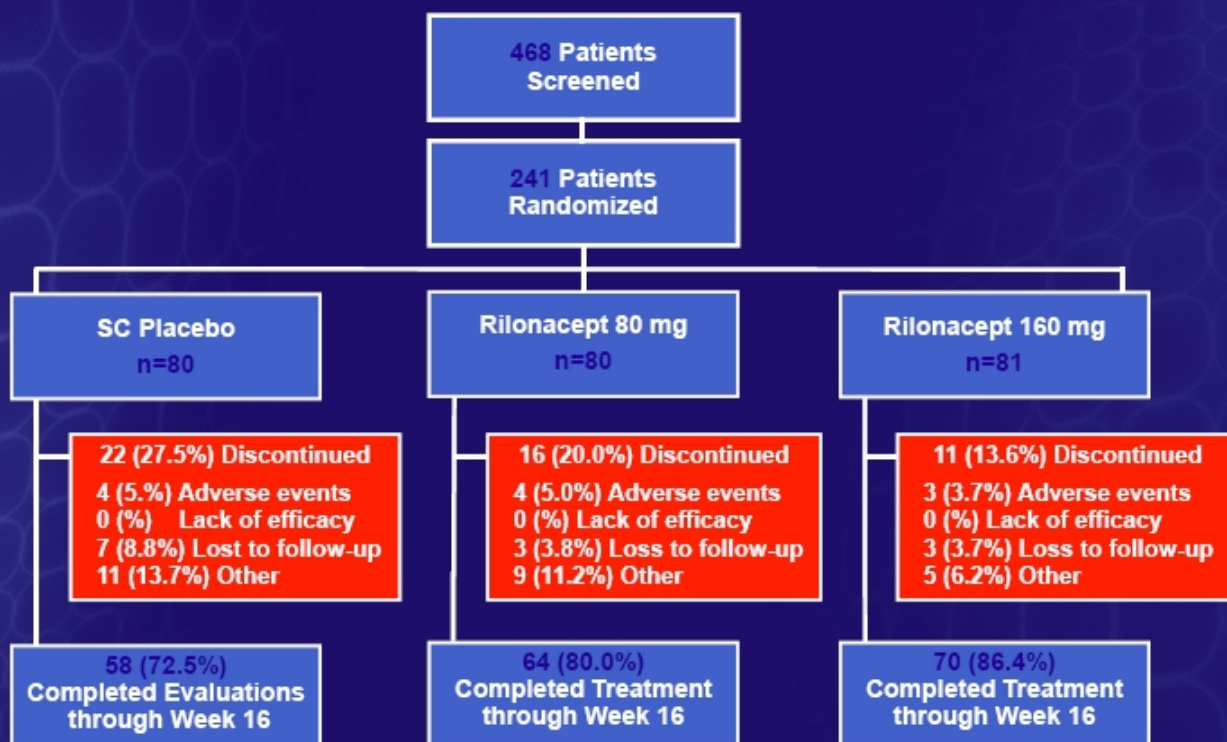 468 Patients
Screened
241 Patients
Randomized
SC Placebo
n=80
Rilonacept 80 mg
n=80
Rilonacept 160 mg
n=81
22 (27.5%) Discontinued
4 (5.%) Adverse events
0 (%) Lack of efficacy
7 (8.8%) Lost to follow-up
11 (13.7%) Other
16 (20.0%) Discontinued
4 (5.0%) Adverse events
0 (%) Lack of efficacy
3 (3.8%) Loss to follow-up
9 (11.2%) Other
11 (13.6%) Discontinued
3 (3.7%) Adverse events
0 (%) Lack of efficacy
3 (3.7%) Loss to follow-up
5 (6.2%) Other
58 (72.5%)
Completed Evaluations
through Week 16
64 (80.0%)
Completed Treatment
through Week 16
70 (86.4%)
Completed Treatment
through Week 16